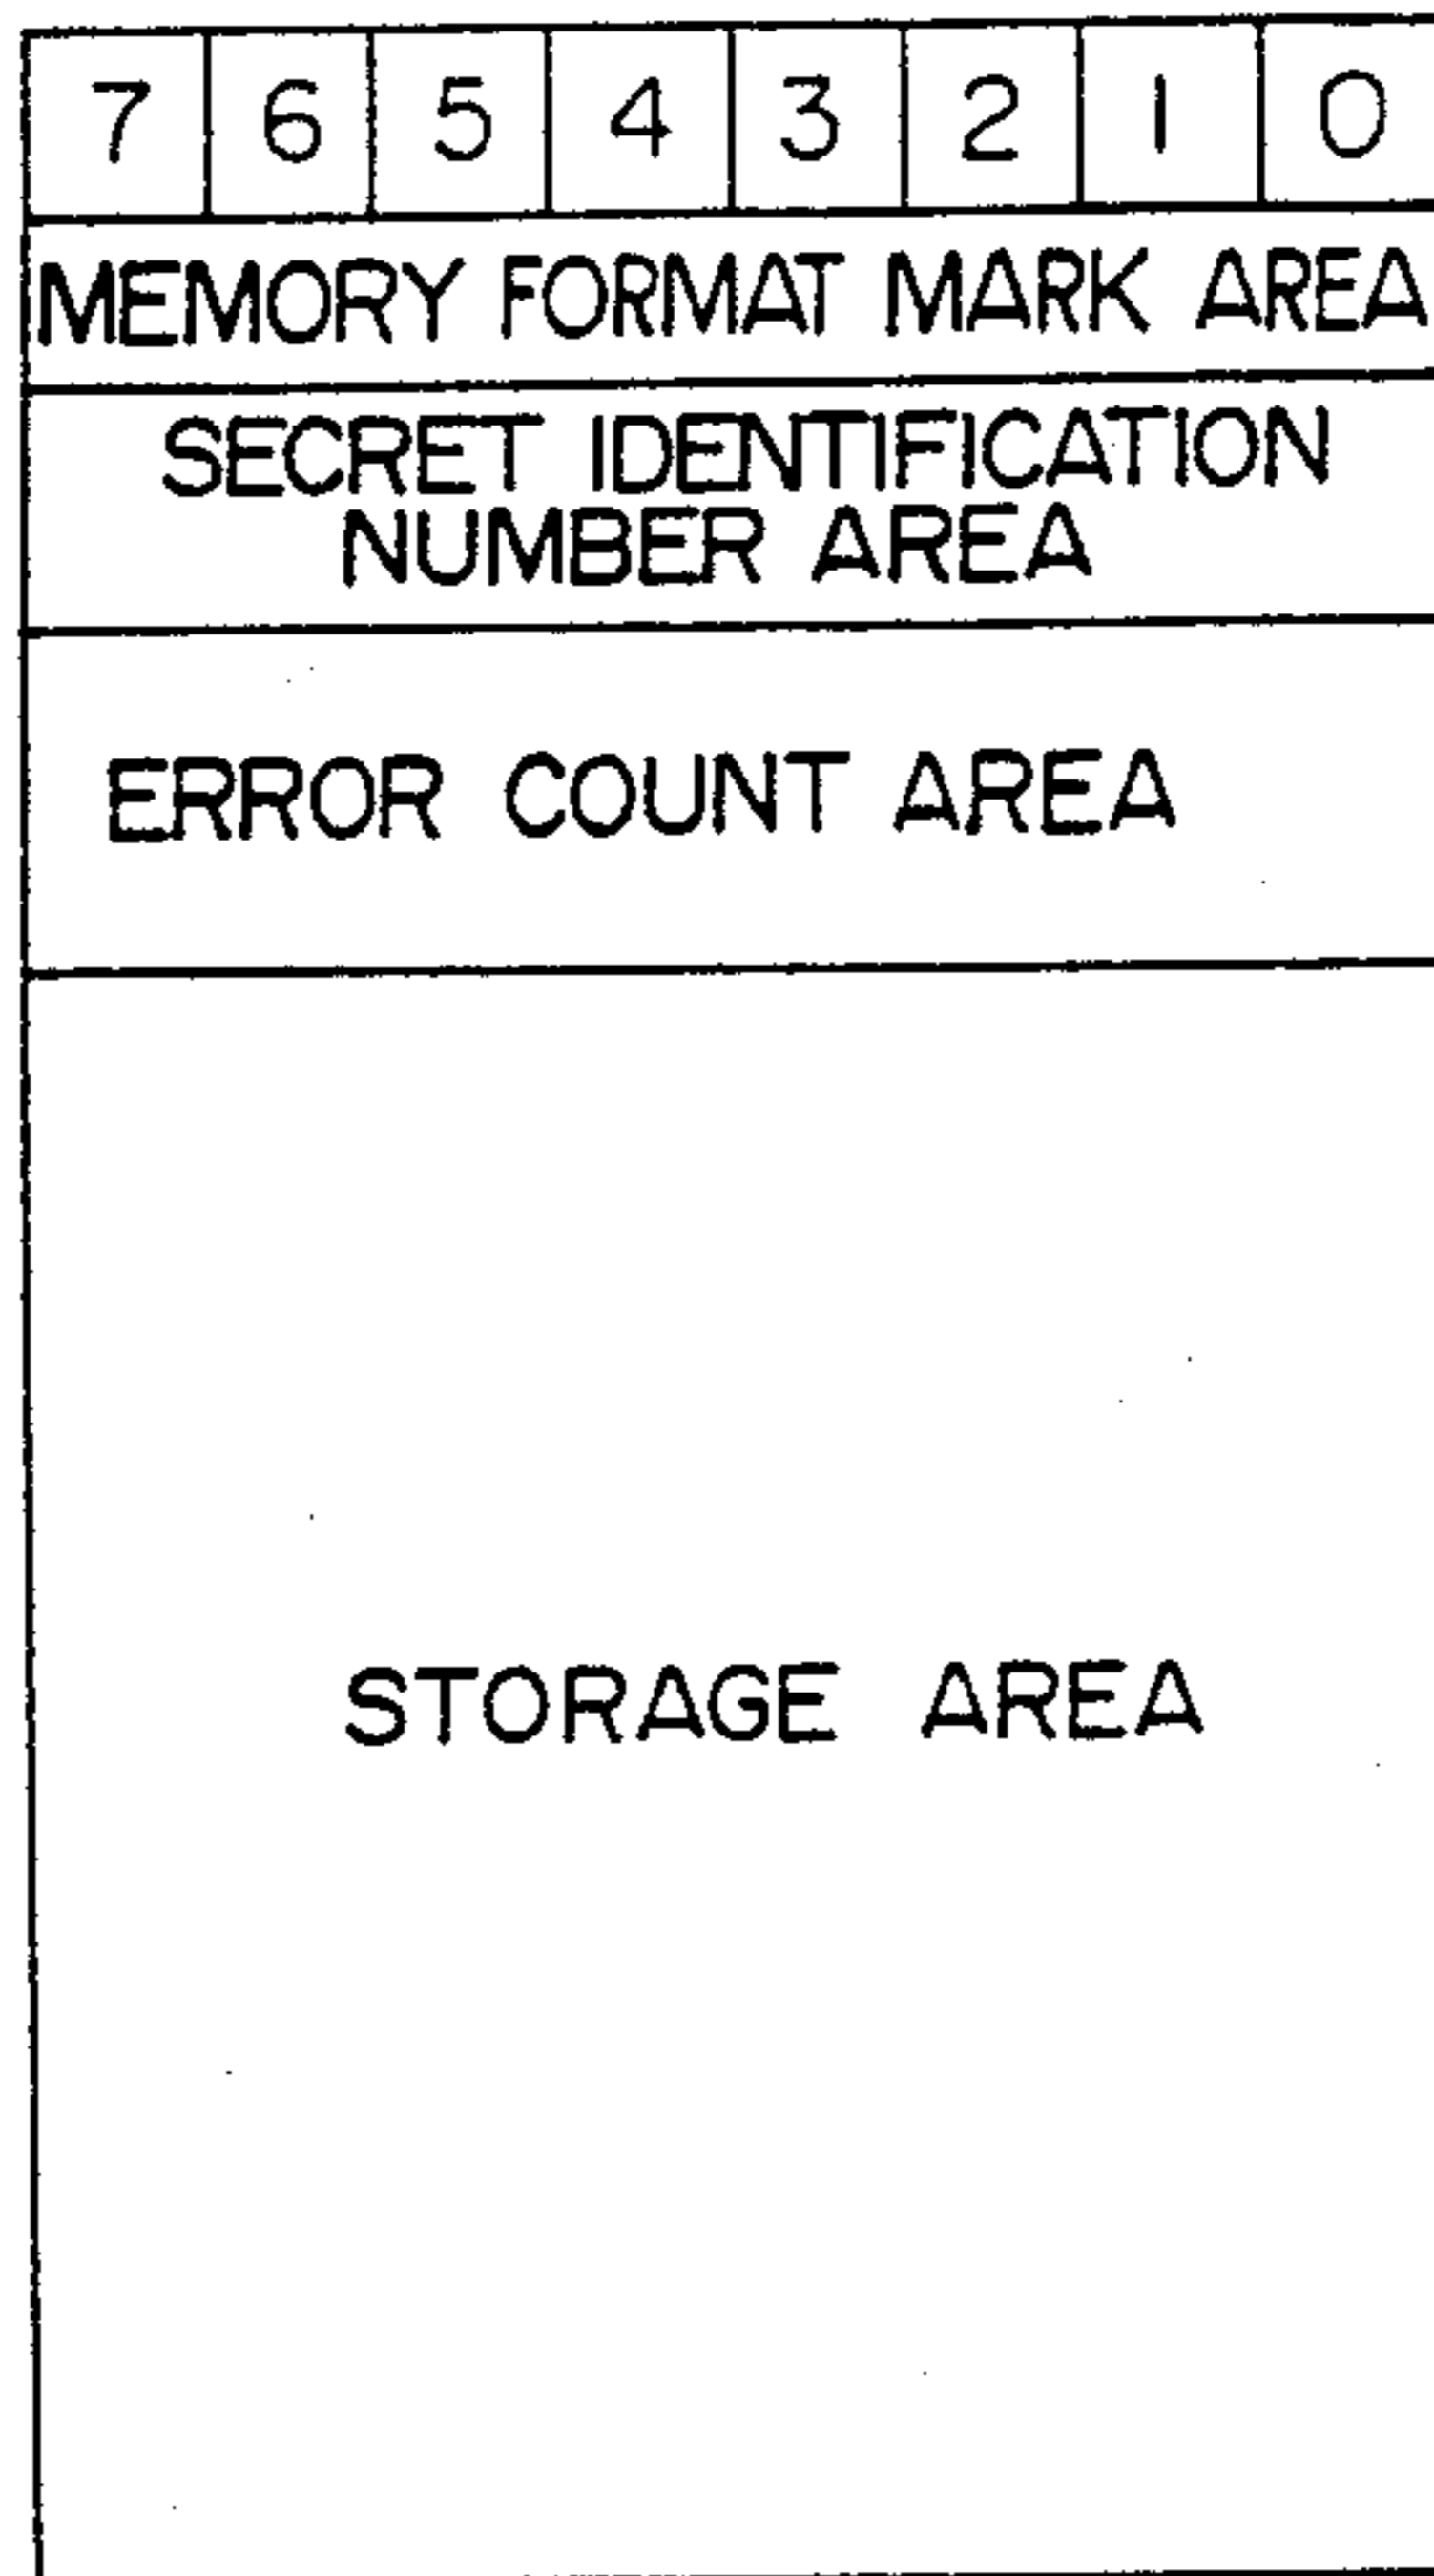 7 6 5 4 3 2 1 0
MEMORY FORMAT MARK AREA
SECRET IDENTIFICATION
NUMBER AREA
ERROR COUNT AREA
STORAGE AREA